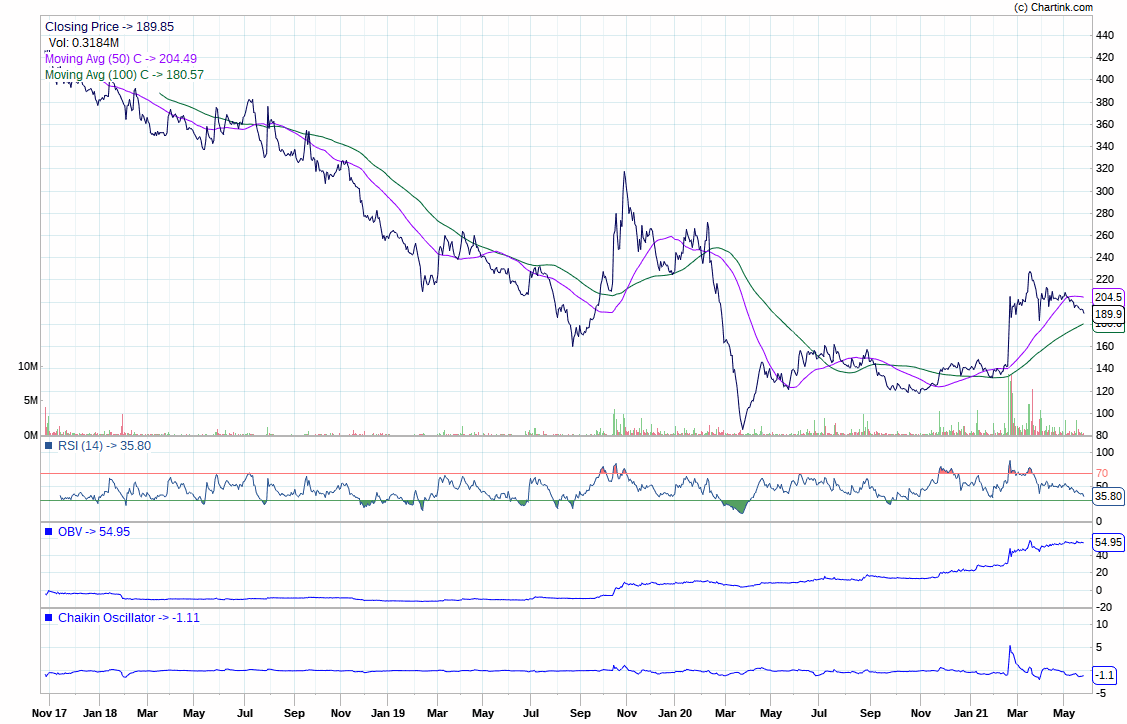 (c) Chartink.com
Closing Price -> 189.85
Vol: 0.3184M
Moving Avg (50) C -> 204.49
Moving Avg (100) C -> 180.57
440
420
400
380
360
340
320
300
280
260
240
220
204.5
189.9
160
140
120
100
80
10M
5M
0M
RSI (14) -> 35.80
100
70
50
35.80
0
OBV -> 54.95
54.95
40
20
0
-20
Chaikin Oscillator -> -1.11
10
5
-1.1
-5
Nov 17 Jan 18 Mar May Jul Sep Nov Jan 19 Mar May Jul Sep Nov Jan 20 Mar May Jul Sep Nov Jan 21 Mar May